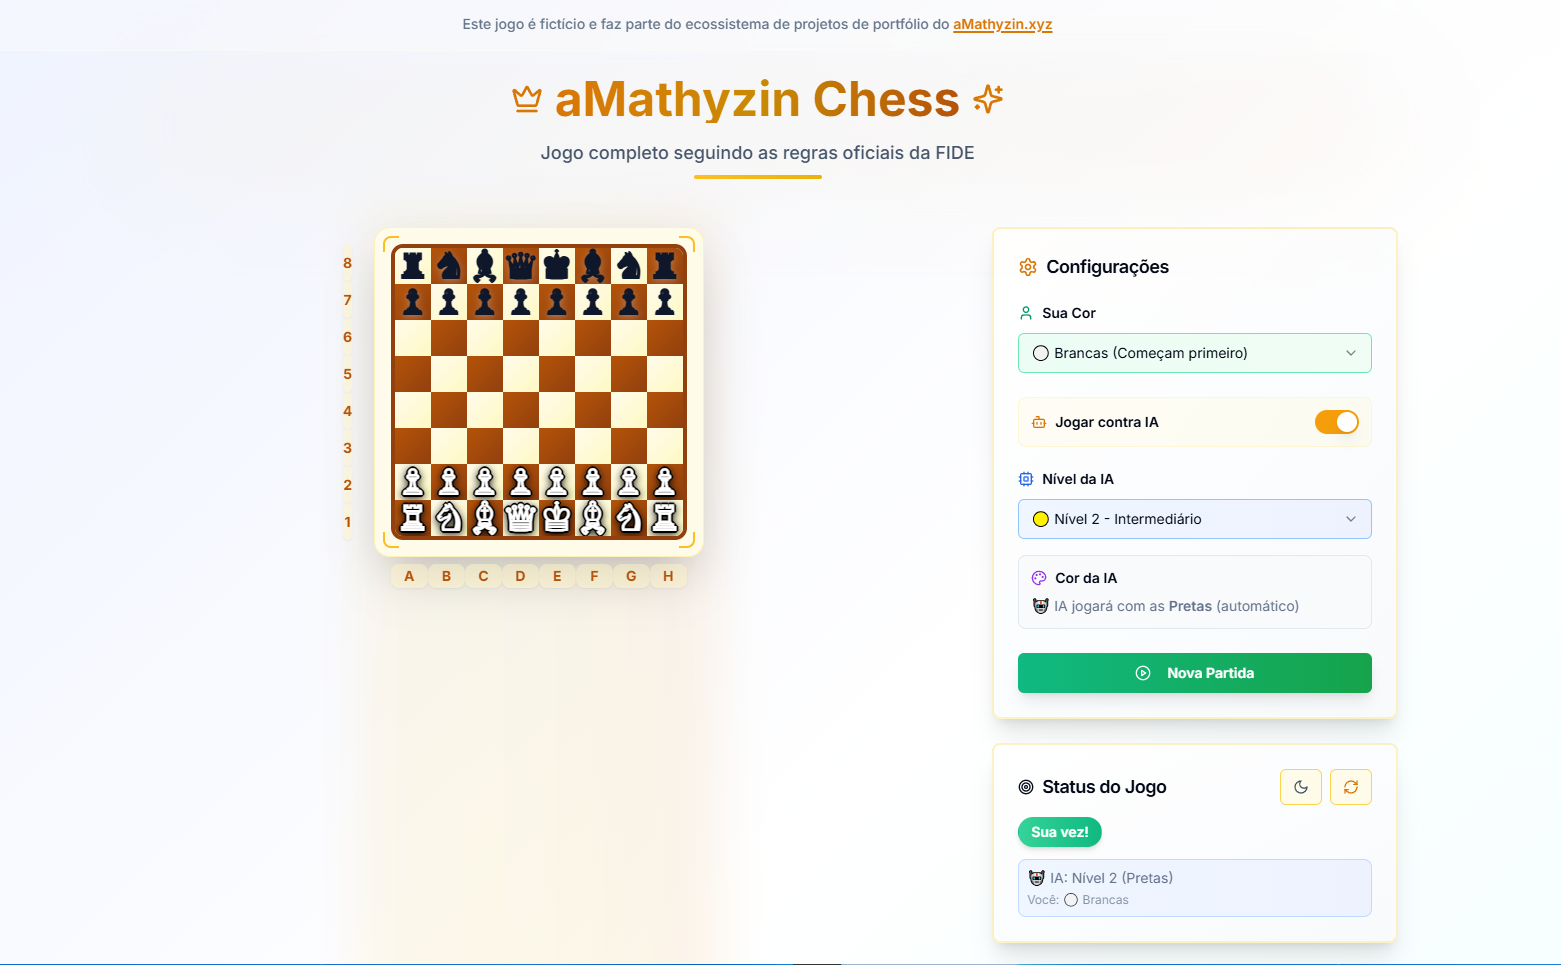 Este jogo é fictício e faz parte do ecossistema de projetos de portfólio do aMathyzin.xyz
aMathyzin Chess
Jogo completo seguindo as regras oficiais da FIDE
8
7
6
5
4
3
2
1
A B C D E F G H
Configurações
Sua Cor
Brancas (Começam primeiro)
Jogar contra IA
Nível da IA
Nível 2 - Intermediário
Cor da IA
IA jogará com as Pretas (automático)
Nova Partida
Status do Jogo
Sua vez!
IA: Nível 2 (Pretas)
Você: Brancas